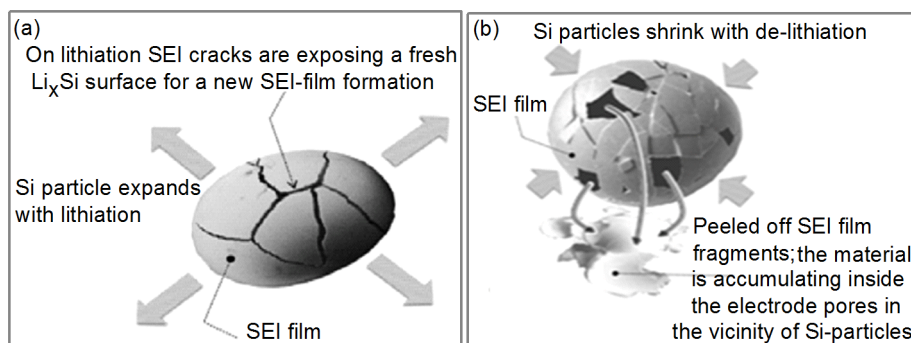 (a)
On lithiation SEI cracks are exposing a fresh
LixSi surface for a new SEI-film formation
Si particle expands
with lithiation
SEI film
(b)
Si particles shrink with de-lithiation
SEI film
Peeled off SEI film
fragments; the material
is accumulating inside
the electrode pores in
the vicinity of Si-particles